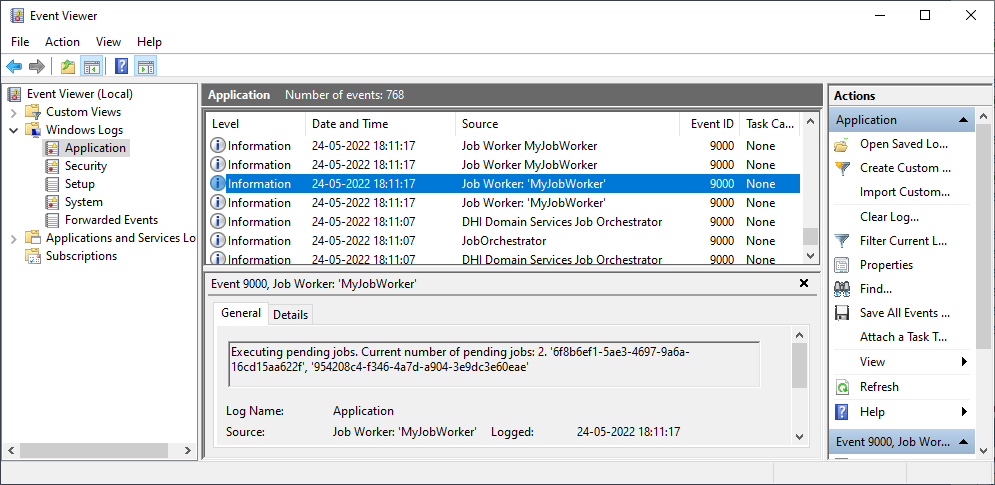 Event Viewer
File Action View Help
Event Viewer (Local)
Custom Views
Windows Logs
Application
Security
Setup
System
Forwarded Events
Applications and Services Lo
Subscriptions
Application Number of events: 768
Level Date and Time Source Event ID Task Ca...
Information 24-05-2022 18:11:17 Job Worker MyJobWorker 9000 None
Information 24-05-2022 18:11:17 Job Worker MyJobWorker 9000 None
Information 24-05-2022 18:11:17 Job Worker: 'MyJobWorker' 9000 None
Information 24-05-2022 18:11:17 Job Worker: 'MyJobWorker' 9000 None
Information 24-05-2022 18:11:07 DHI Domain Services Job Orchestrator 9000 None
Information 24-05-2022 18:11:07 JobOrchestrator 9000 None
Information 24-05-2022 18:11:07 DHI Domain Services Job Orchestrator 9000 None
Event 9000, Job Worker: 'MyJobWorker'
General Details
Executing pending jobs. Current number of pending jobs: 2. '6f8b6ef1-5ae3-4697-9a6a-
16cd15aa622f', '954208c4-f346-4a7d-a904-3e9dc3e60eae'
Log Name: Application
Source: Job Worker: 'MyJobWorker' Logged: 24-05-2022 18:11:17
Actions
Application
Open Saved Lo...
Create Custom ...
Import Custom...
Clear Log...
Filter Current L...
Properties
Find...
Save All Events ...
Attach a Task T...
View
Refresh
Help
Event 9000, Job Wor...